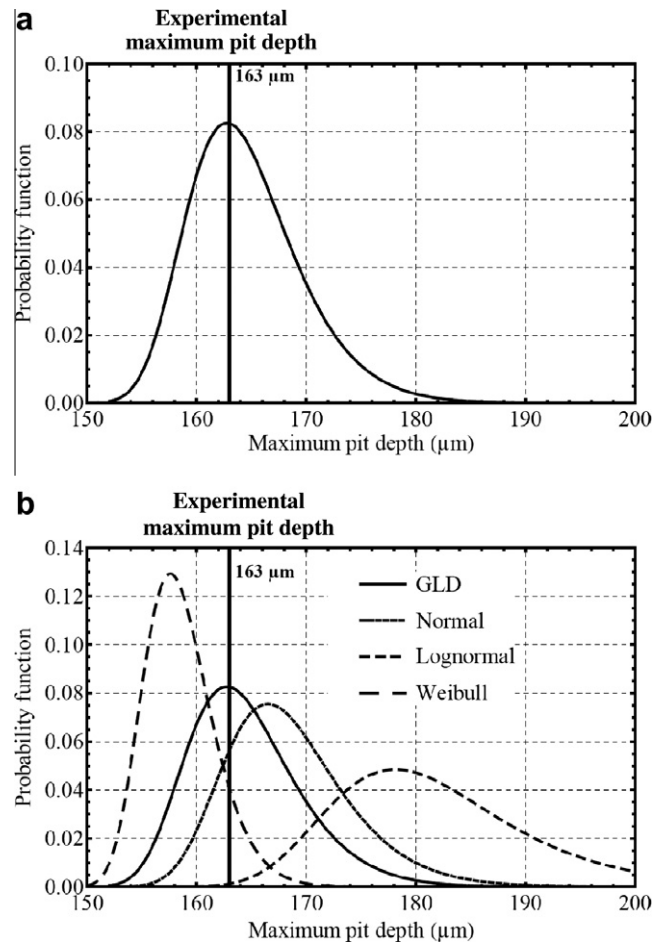 a
Experimental
maximum pit depth
163 µm
0.10
0.08
0.06
0.04
0.02
0.00
Probability function
150 160 170 180 190 200
Maximum pit depth (µm)
b
Experimental
maximum pit depth
163 µm
0.14
0.12
0.10
0.08
0.06
0.04
0.02
0.00
Probability function
GLD
Normal
Lognormal
Weibull
150 160 170 180 190 200
Maximum pit depth (µm)